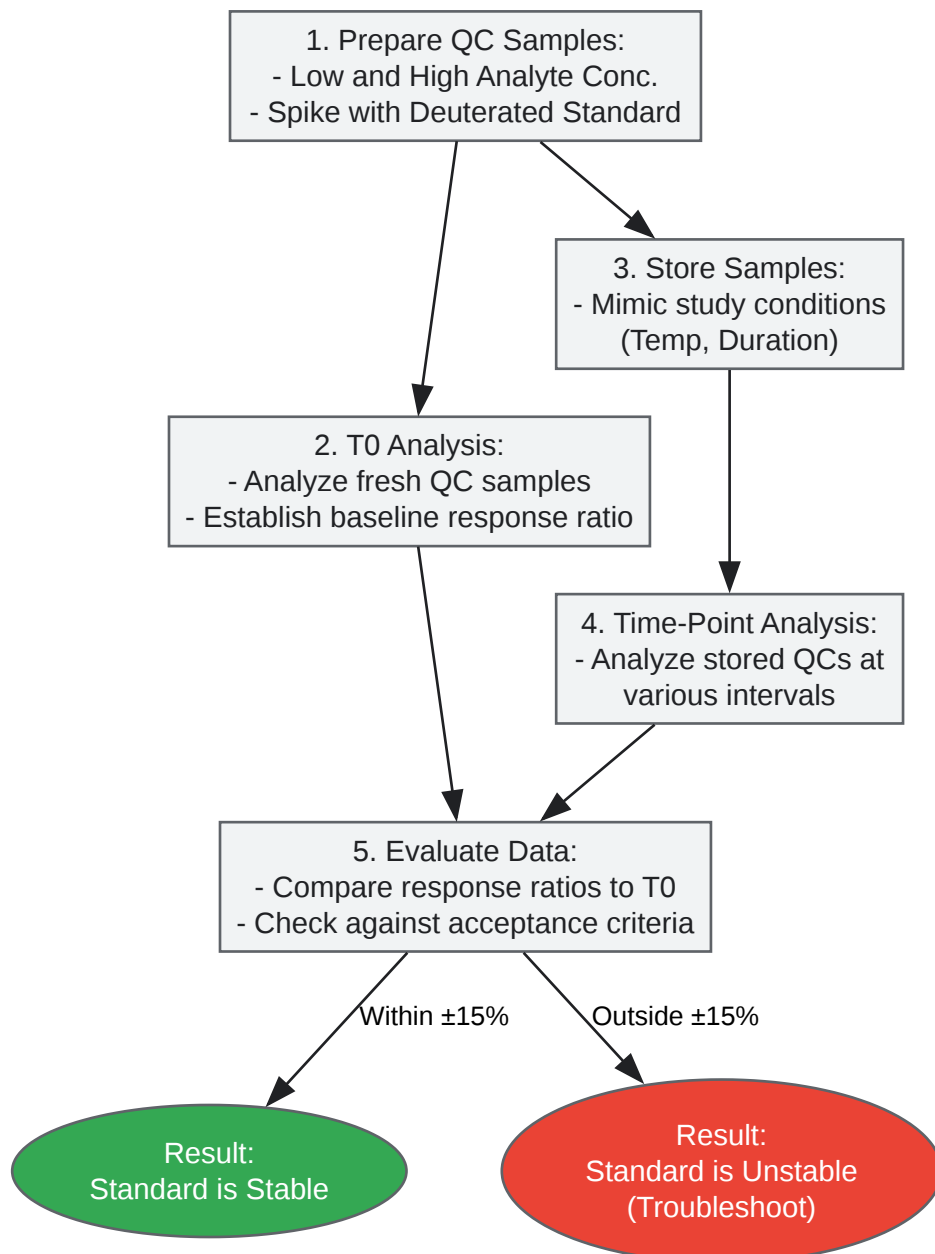 1. Prepare QC Samples:
- Low and High Analyte Conc.
- Spike with Deuterated Standard
3. Store Samples:
- Mimic study conditions
(Temp, Duration)
2. T0 Analysis:
- Analyze fresh QC samples
- Establish baseline response ratio
4. Time-Point Analysis:
- Analyze stored QCs at
various intervals
5. Evaluate Data:
- Compare response ratios to T0
- Check against acceptance criteria
Within ±15%
Outside ±15%
Result:
Standard is Stable
Result:
Standard is Unstable
(Troubleshoot)